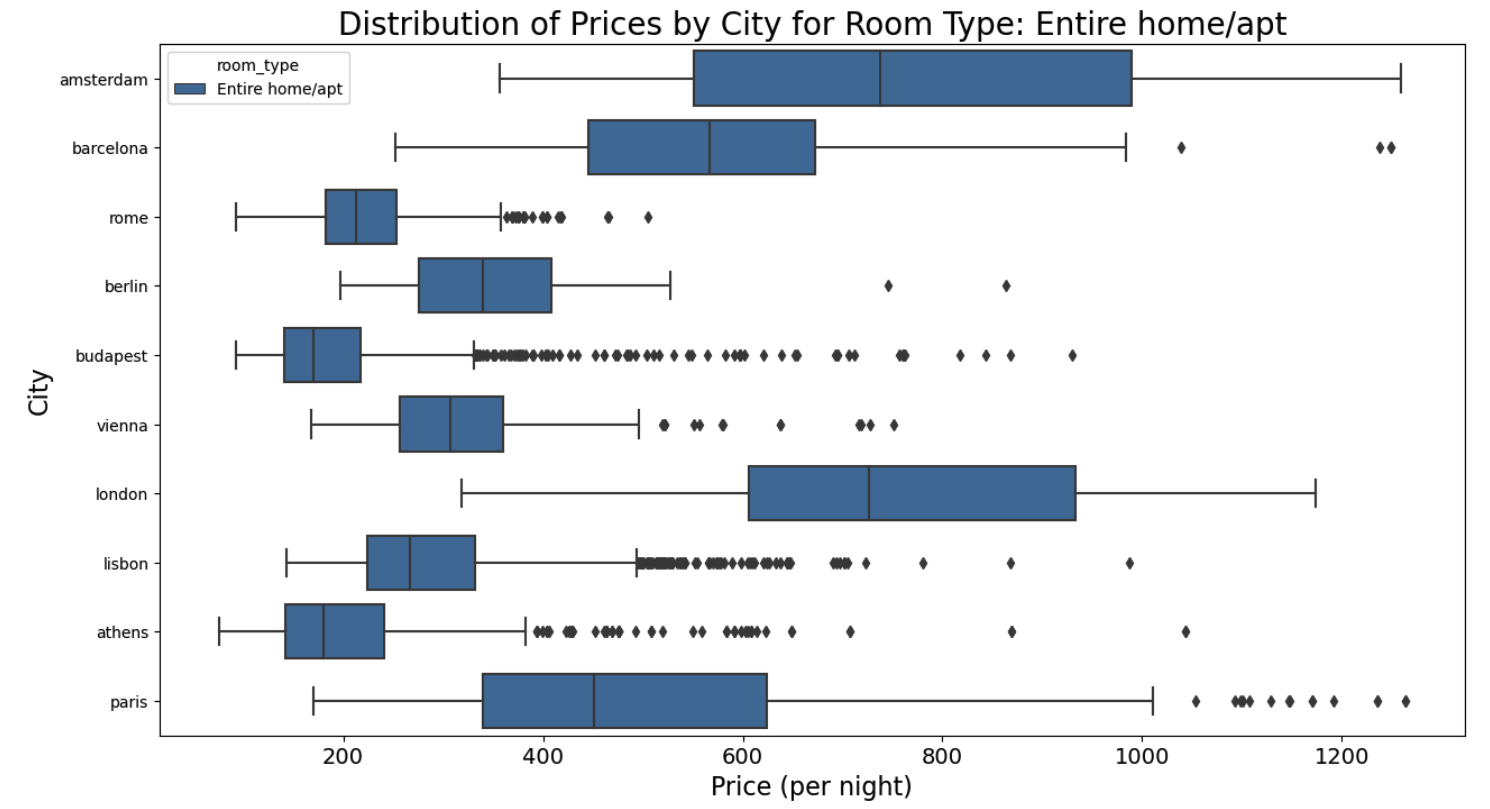 Distribution of Prices by City for Room Type: Entire home/apt
room_type
Entire home/apt
City
amsterdam
barcelona
rome
berlin
budapest
vienna
london
lisbon
athens
paris
200 400 600 800 1000 1200
Price (per night)